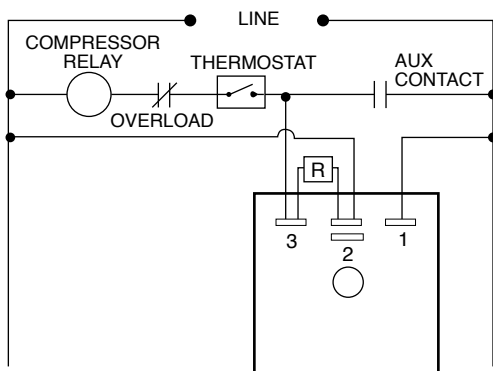 LINE
COMPRESSOR
RELAY
THERMOSTAT
AUX
CONTACT
OVERLOAD
R
3
2
1